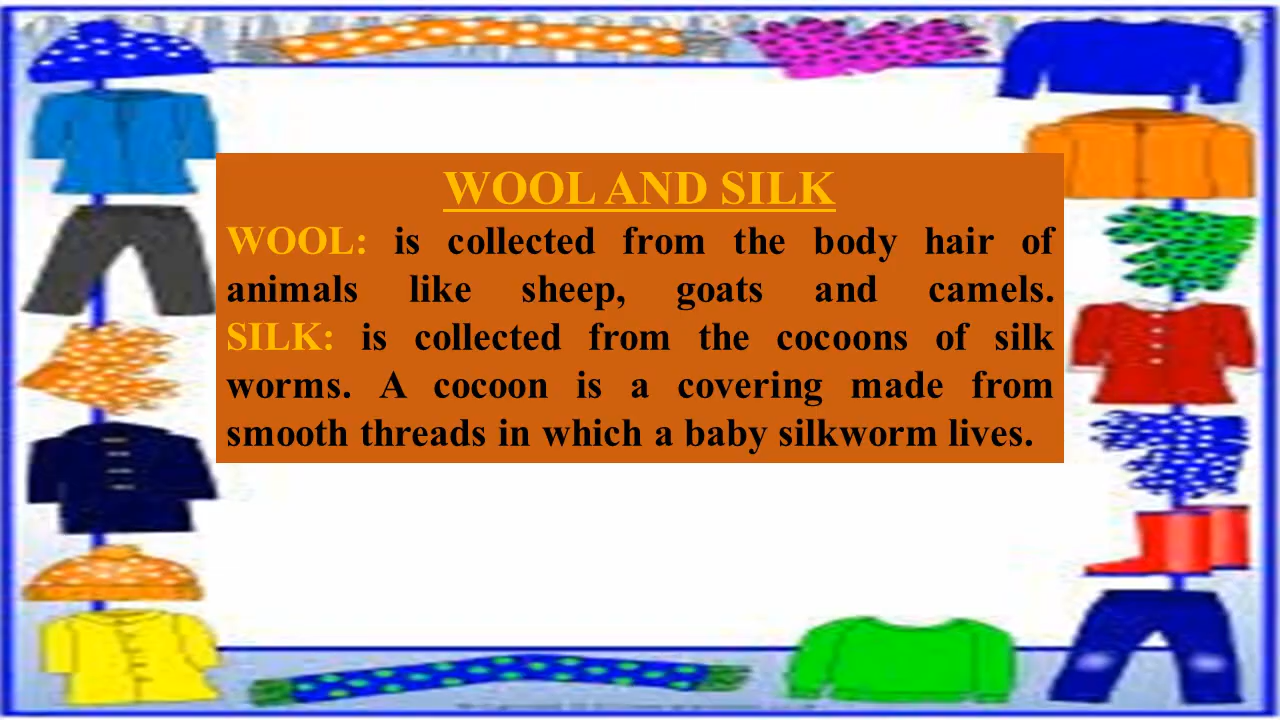 WOOL AND SILK
WOOL: is collected from the body hair of
animals like sheep, goats and camels.
SILK: is collected from the cocoons of silk
worms. A cocoon is a covering made from
smooth threads in which a baby silkworm lives.